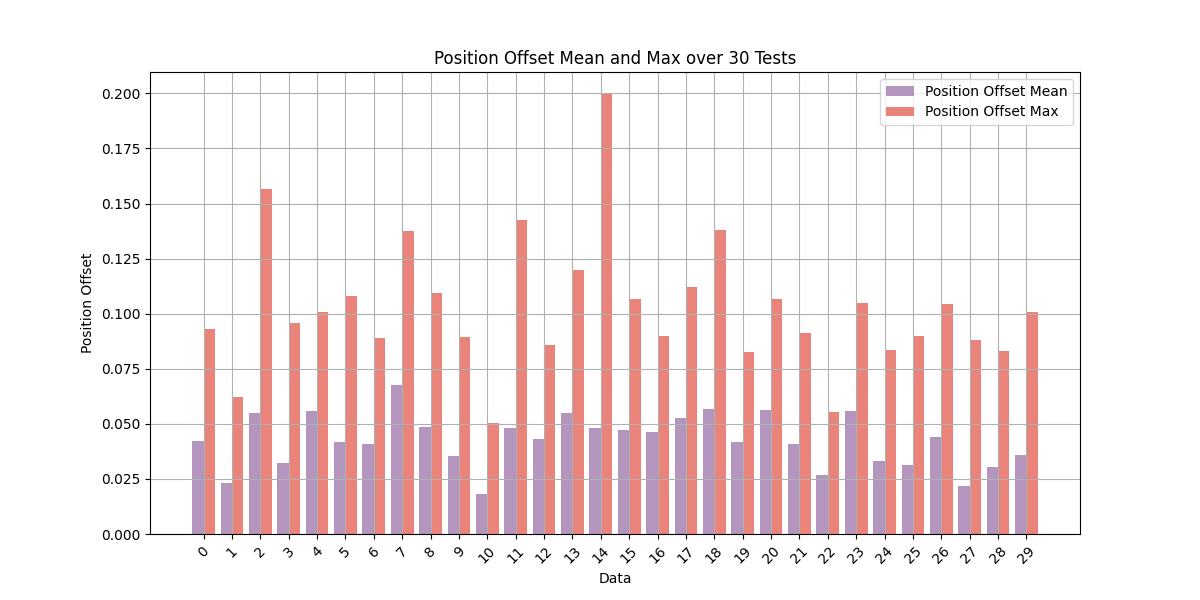 Position Offset Mean and Max over 30 Tests
Position Offset Mean
Position Offset Max
Position Offset
0.200
0.175
0.150
0.125
0.100
0.075
0.050
0.025
0.000
0 1 2 3 4 5 6 7 8 9 10 11 12 13 14 15 16 17 18 19 20 21 22 23 24 25 26 27 28 29
Data